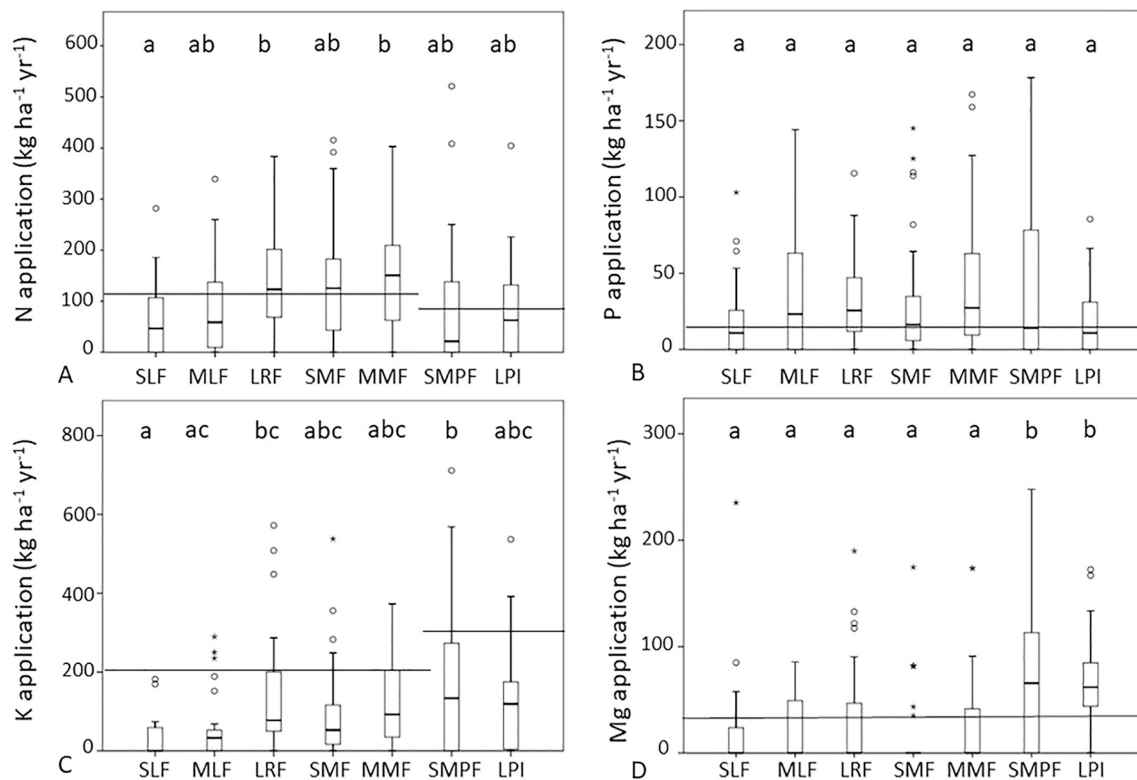 N application (kg ha⁻¹ yr⁻¹)
600
500
400
300
200
100
0
a ab b ab b ab ab
SLF MLF LRF SMF MMF SMPF LPI
A
P application (kg ha⁻¹ yr⁻¹)
200
150
100
50
0
a a a a a a a
SLF MLF LRF SMF MMF SMPF LPI
B
K application (kg ha⁻¹ yr⁻¹)
800
600
400
200
0
a ac bc abc abc b abc
SLF MLF LRF SMF MMF SMPF LPI
C
Mg application (kg ha⁻¹ yr⁻¹)
300
200
100
0
a a a a a b b
SLF MLF LRF SMF MMF SMPF LPI
D